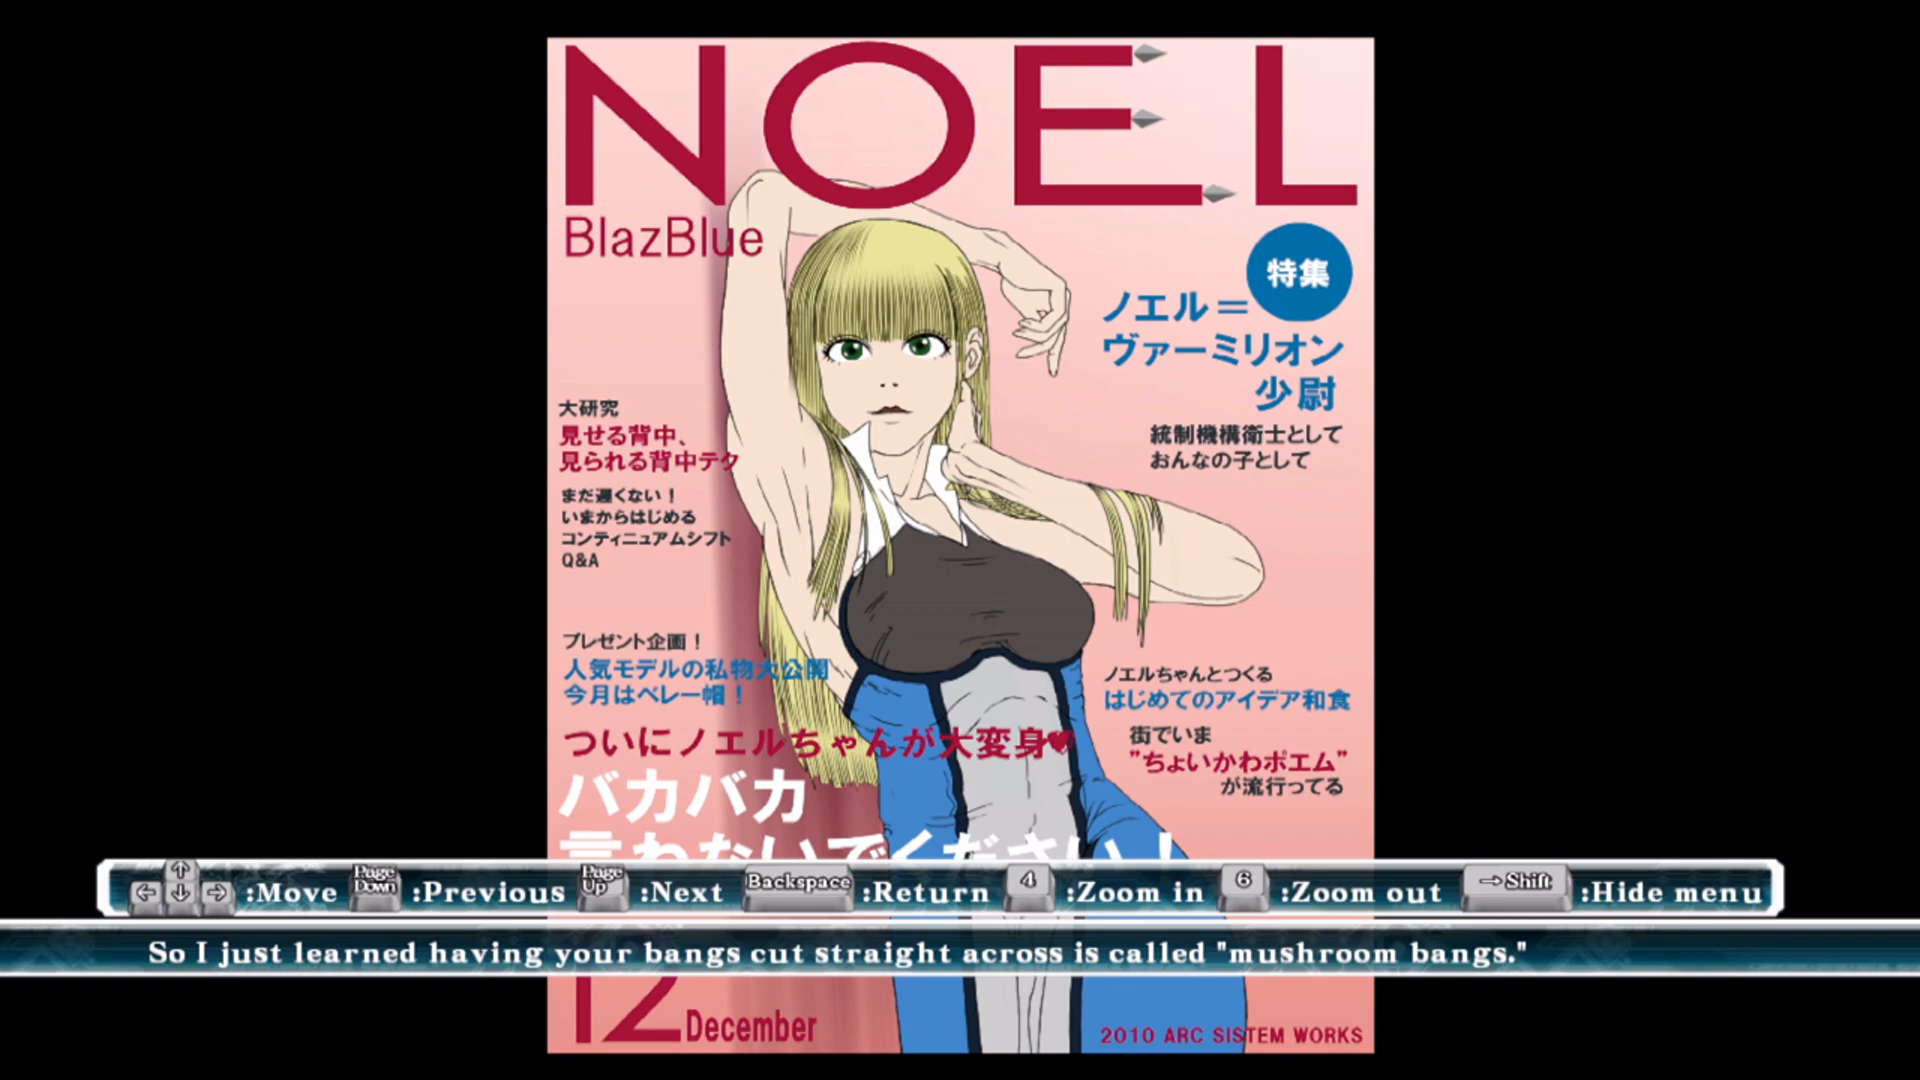 NOEL
BlazBlue
特集
ノエル＝
ヴァーミリオン
少尉
統制機構衛士として
おんなの子として
大研究
見せる背中、
見られる背中テク
まだ遅くない！
いまからはじめる
コンティニュアムシフト
Q&A
プレゼント企画！
人気モデルの私物大公開
今月はベレー帽！
ノエルちゃんとつくる
はじめてのアイデア和食
街でいま
"ちょいかわポエム"
が流行ってる
ついにノエルちゃんが大変身♥
バカバカ
言わないでください！
↑ ← ↓ → :Move Page Down :Previous Page Up :Next Backspace :Return 4 :Zoom in 6 :Zoom out →Shift :Hide menu
So I just learned having your bangs cut straight across is called "mushroom bangs."
12 December
2010 ARC SISTEM WORKS